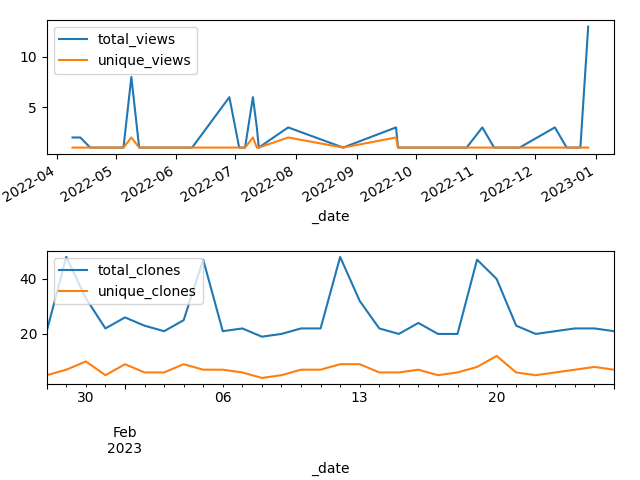 total_views
unique_views
10
5
2022-04
2022-05
2022-06
2022-07
2022-08
2022-09
2022-10
2022-11
2022-12
2023-01
_date
total_clones
unique_clones
40
20
30
06
13
20
Feb
2023
_date